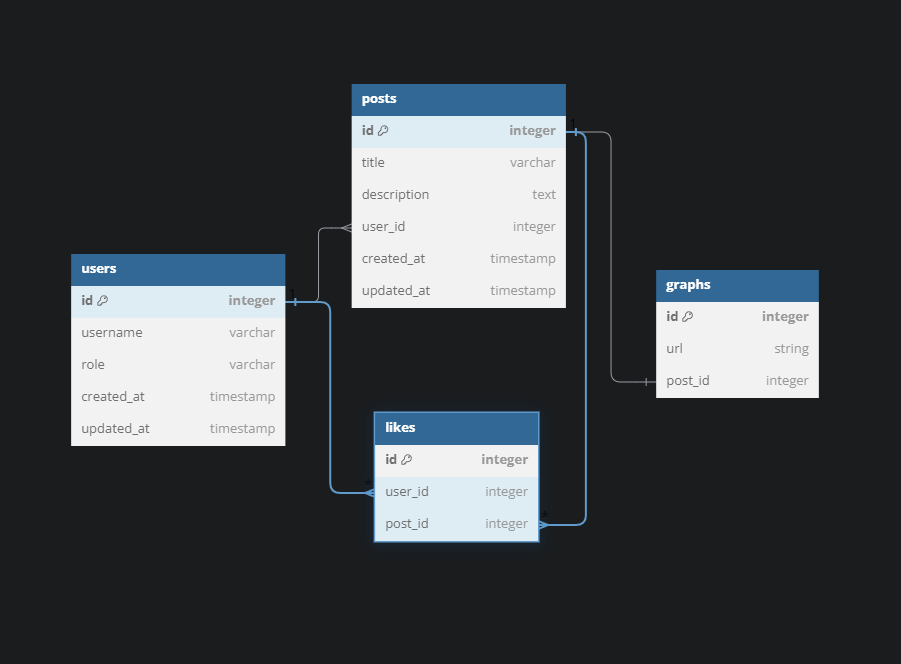 posts
id integer
title varchar
description text
user_id integer
created_at timestamp
updated_at timestamp
users
id integer
username varchar
role varchar
created_at timestamp
updated_at timestamp
graphs
id integer
url string
post_id integer
likes
id integer
user_id integer
post_id integer